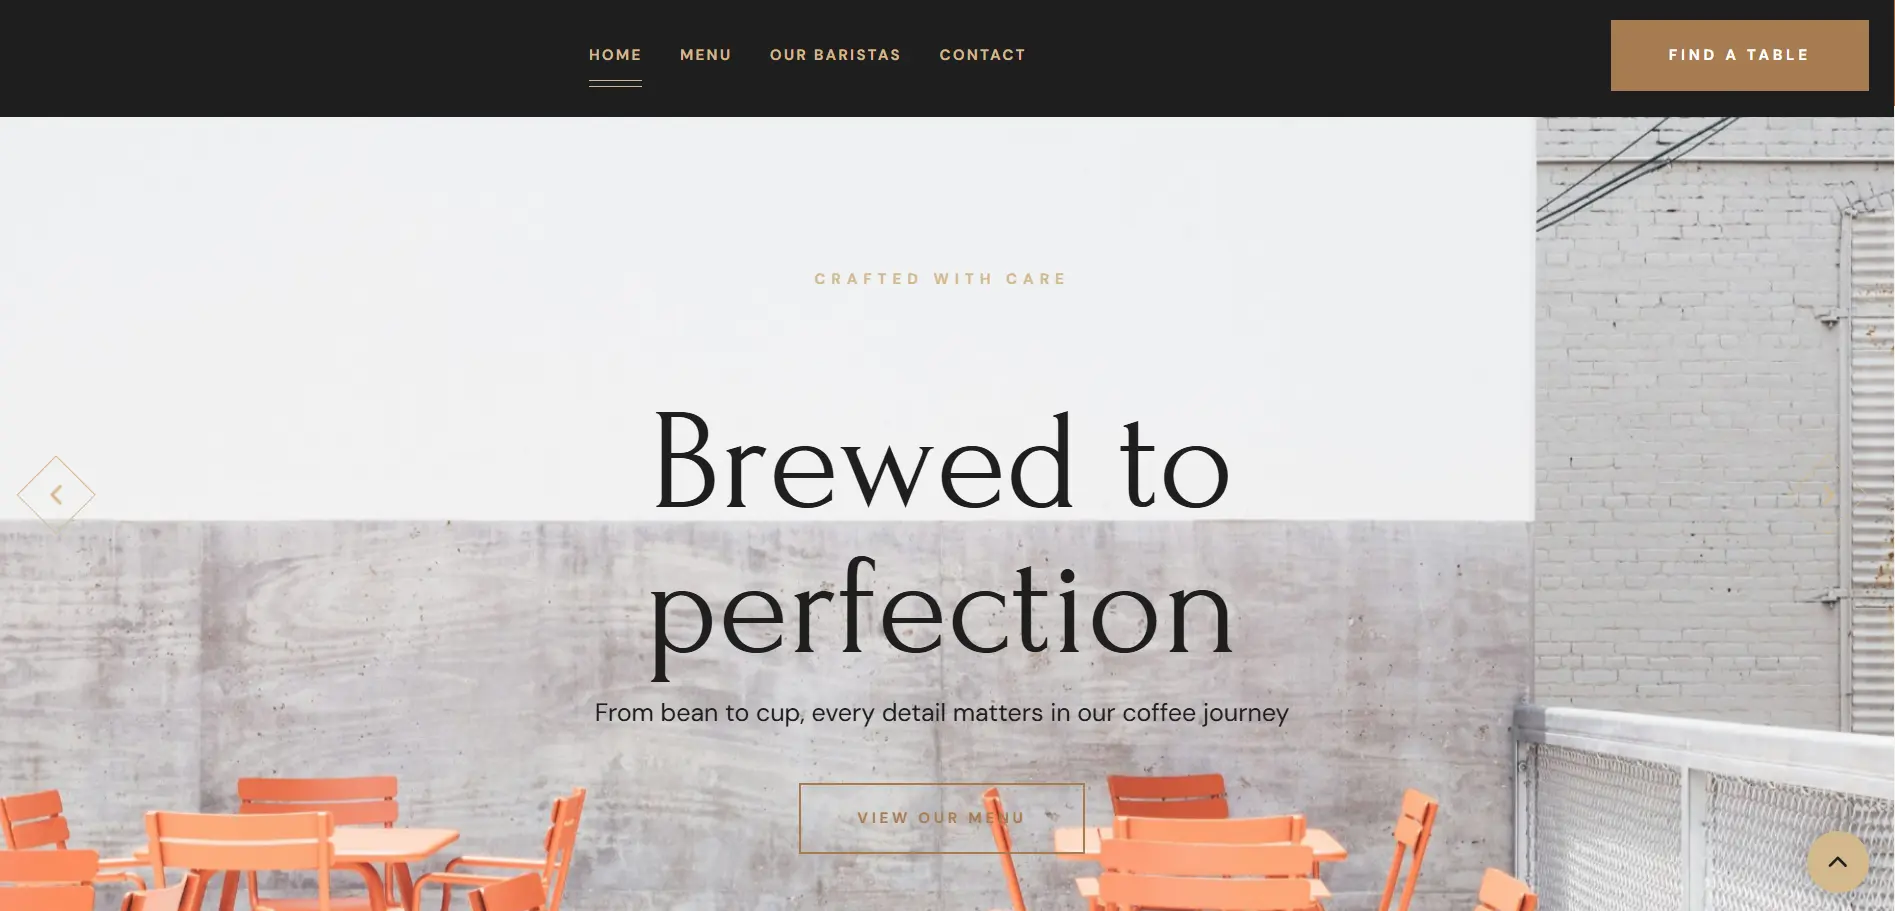 HOME MENU OUR BARISTAS CONTACT FIND A TABLE
CRAFTED WITH CARE
Brewed to
perfection
From bean to cup, every detail matters in our coffee journey
VIEW OUR MENU